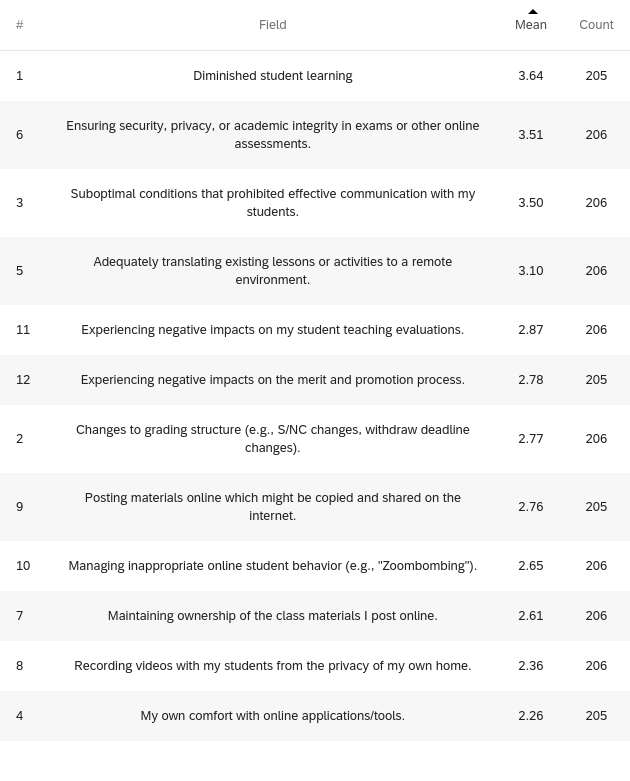 # Field Mean Count
1 Diminished student learning 3.64 205
Ensuring security, privacy, or academic integrity in exams or other online
6 3.51 206
assessments.
Suboptimal conditions that prohibited effective communication with my
3 3.50 206
students.
Adequately translating existing lessons or activities to a remote
5 3.10 206
environment.
11 Experiencing negative impacts on my student teaching evaluations. 2.87 206
12 Experiencing negative impacts on the merit and promotion process. 2.78 205
Changes to grading structure (e.g., S/NC changes, withdraw deadline
2 2.77 206
changes).
Posting materials online which might be copied and shared on the
9 2.76 205
internet.
10 Managing inappropriate online student behavior (e.g., "Zoombombing"). 2.65 206
7 Maintaining ownership of the class materials I post online. 2.61 206
8 Recording videos with my students from the privacy of my own home. 2.36 206
4 My own comfort with online applications/tools. 2.26 205